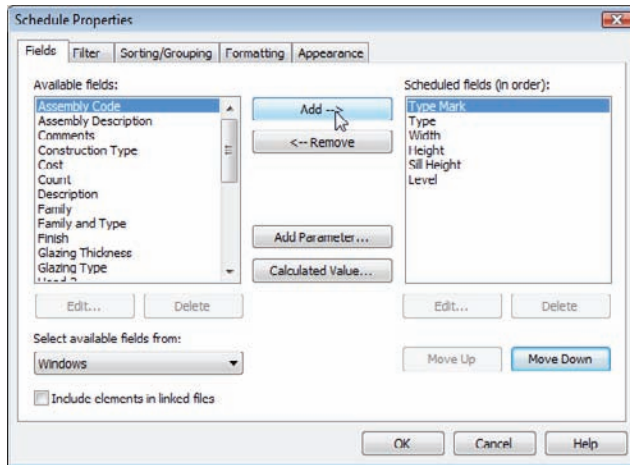 Schedule Properties
Fields Filter Sorting/Grouping Formatting Appearance
Available fields:
Assembly Code
Assembly Description
Comments
Construction Type
Cost
Count
Description
Family
Family and Type
Finish
Glazing Thickness
Glazing Type
Add -->
<-- Remove
Add Parameter...
Calculated Value...
Scheduled fields (in order):
Type Mark
Type
Width
Height
Sill Height
Level
Edit... Delete
Edit... Delete
Select available fields from:
Windows
Move Up Move Down
Include elements in linked files
OK Cancel Help